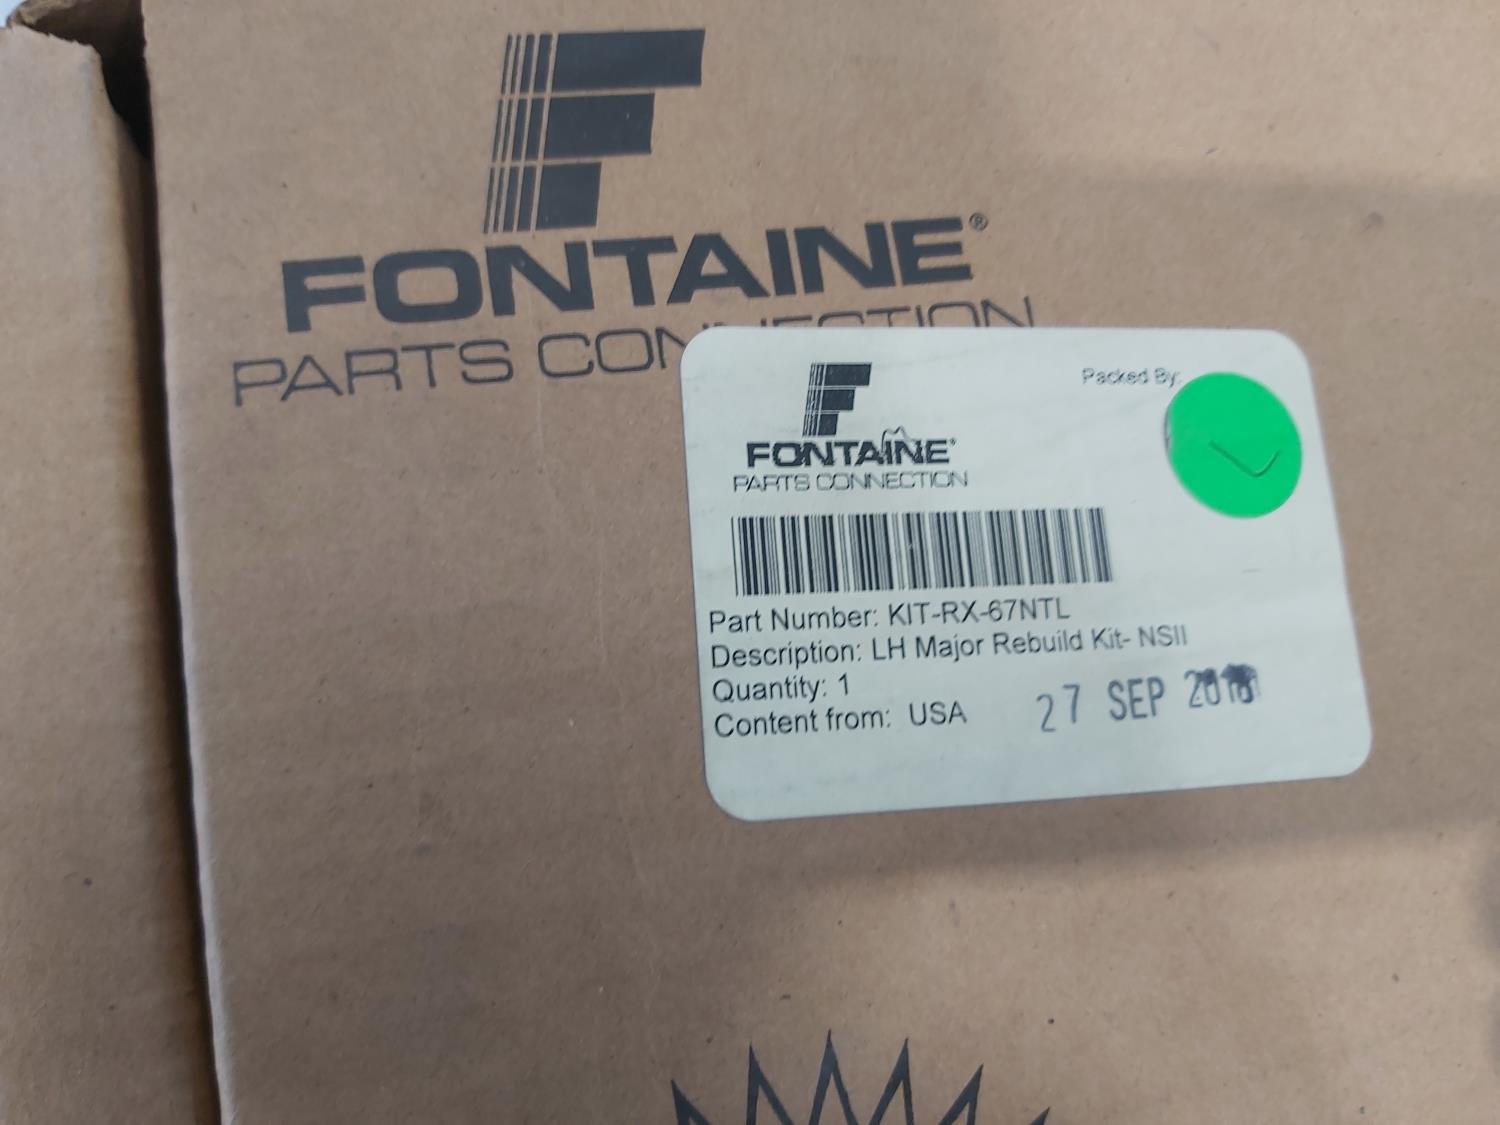 FONTAINE®
PARTS CONNECTION
Packed By:
FONTAINE®
PARTS CONNECTION
Part Number: KIT-RX-67NTL
Description: LH Major Rebuild Kit- NSII
Quantity: 1
Content from: USA
27 SEP